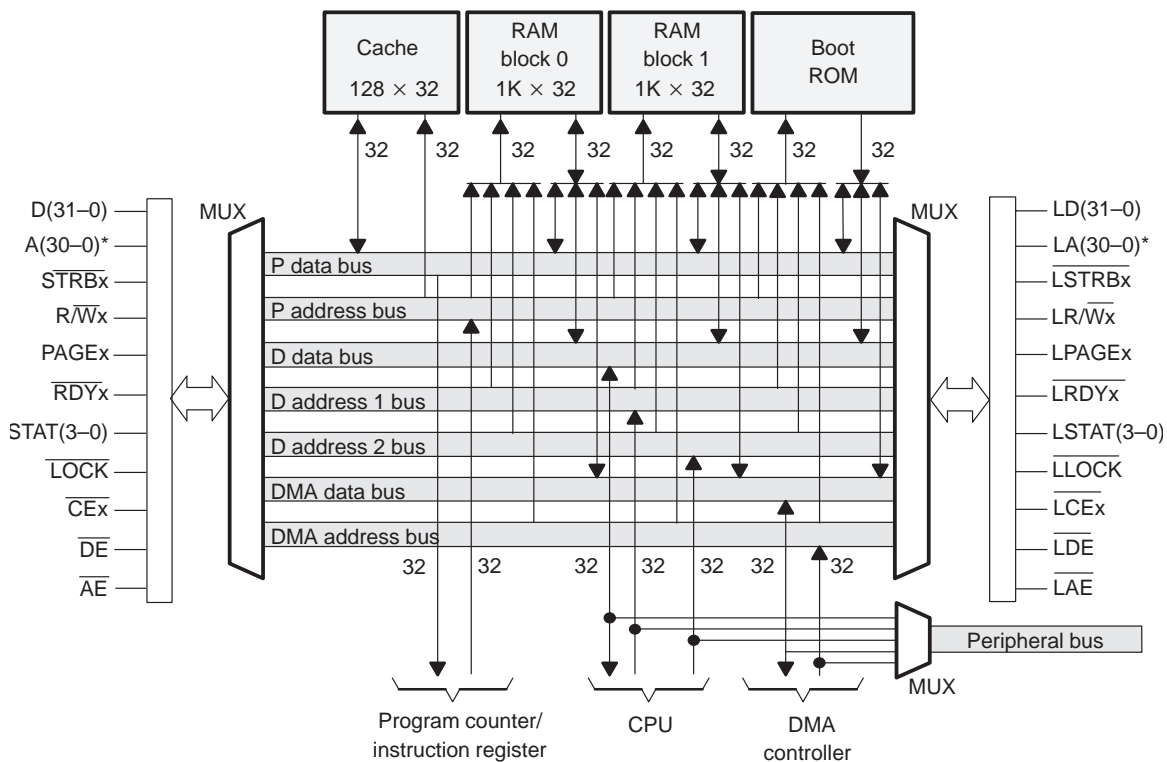 Cache
128 × 32
RAM
block 0
1K × 32
RAM
block 1
1K × 32
Boot
ROM
32
32
32
32
32
32
32
32
MUX
MUX
D(31–0)
A(30–0)*
STRBx
R/Wx
PAGEx
RDYx
STAT(3–0)
LOCK
CEx
DE
AE
P data bus
P address bus
D data bus
D address 1 bus
D address 2 bus
DMA data bus
DMA address bus
LD(31–0)
LA(30–0)*
LSTRBx
LR/Wx
LPAGEx
LRDYx
LSTAT(3–0)
LLOCK
LCEx
LDE
LAE
32
32
32
32
32
32
32
Peripheral bus
MUX
Program counter/
instruction register
CPU
DMA
controller